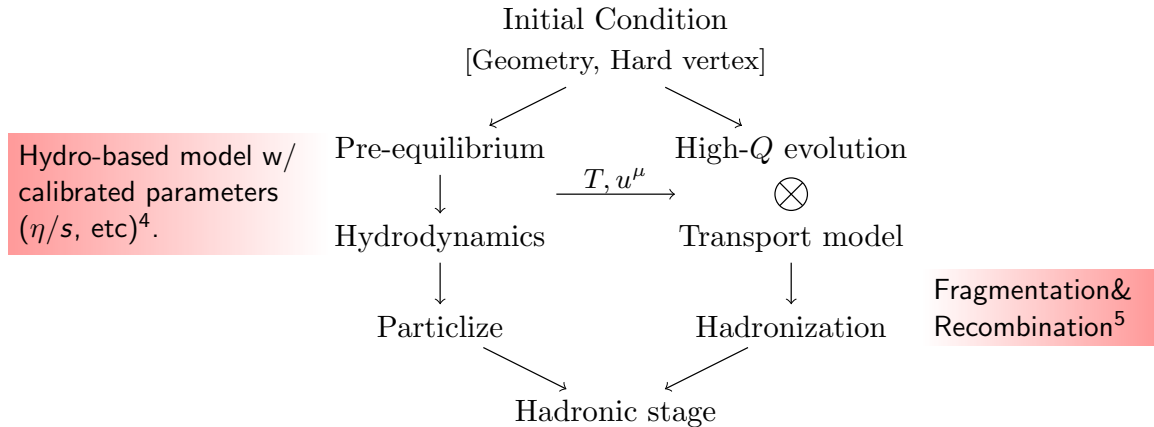 Initial Condition
[Geometry, Hard vertex]
Hydro-based model w/
calibrated parameters
(η/s, etc)⁴.
Pre-equilibrium
High-Q evolution
T, u^μ
⊗
Hydrodynamics
Transport model
Fragmentation&
Recombination⁵
Particlize
Hadronization
Hadronic stage